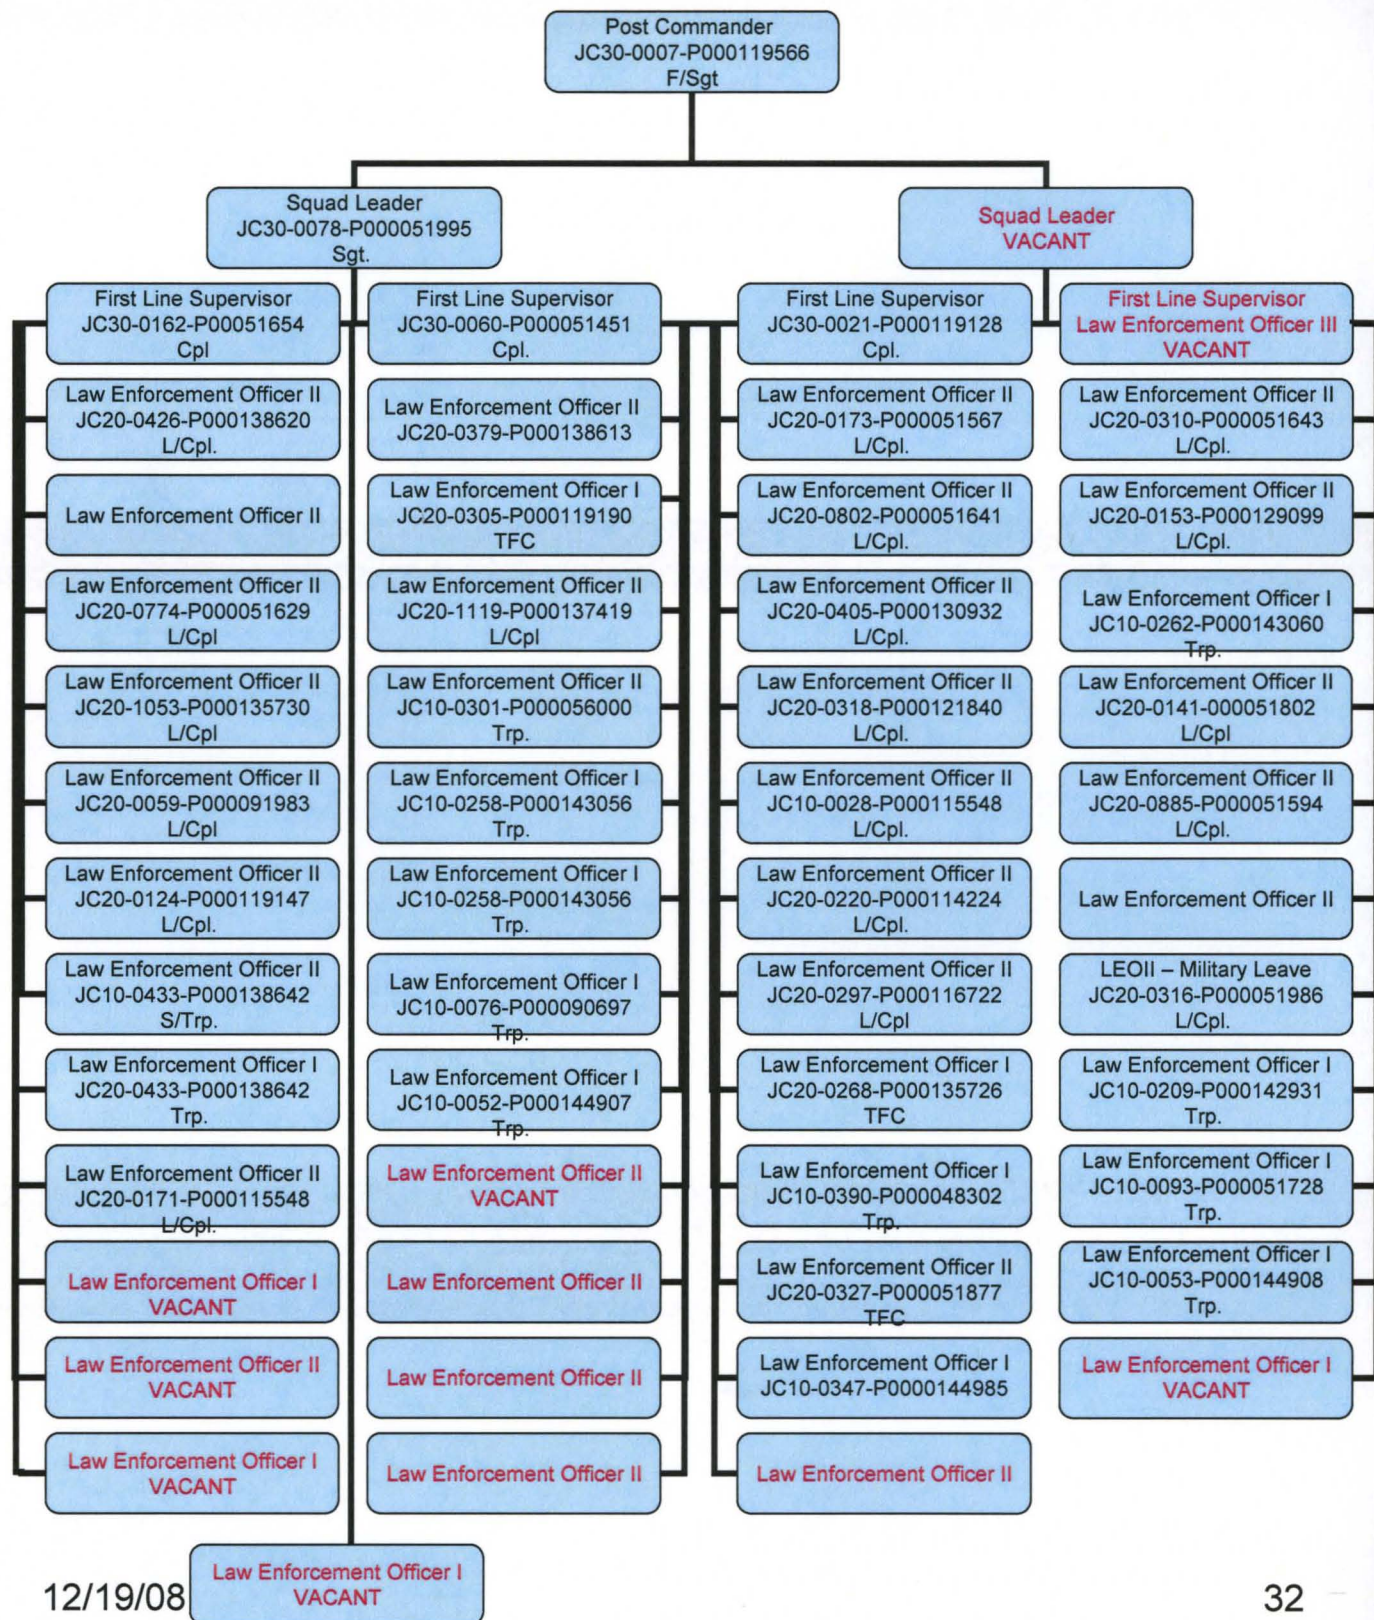 Post Commander
JC30-0007-P000119566
F/Sgt
Squad Leader
JC30-0078-P000051995
Sgt.
Squad Leader
VACANT
First Line Supervisor
JC30-0162-P00051654
Cpl
Law Enforcement Officer II
JC20-0426-P000138620
L/Cpl.
Law Enforcement Officer II
Law Enforcement Officer II
JC20-0774-P000051629
L/Cpl
Law Enforcement Officer II
JC20-1053-P000135730
L/Cpl
Law Enforcement Officer II
JC20-0059-P000091983
L/Cpl
Law Enforcement Officer II
JC20-0124-P000119147
L/Cpl.
Law Enforcement Officer II
JC10-0433-P000138642
S/Trp.
Law Enforcement Officer I
JC20-0433-P000138642
Trp.
Law Enforcement Officer II
JC20-0171-P000115548
L/Cpl.
Law Enforcement Officer I
VACANT
Law Enforcement Officer II
VACANT
Law Enforcement Officer I
VACANT
First Line Supervisor
JC30-0060-P000051451
Cpl.
Law Enforcement Officer II
JC20-0379-P000138613
Law Enforcement Officer I
JC20-0305-P000119190
TFC
Law Enforcement Officer II
JC20-1119-P000137419
L/Cpl
Law Enforcement Officer II
JC10-0301-P000056000
Trp.
Law Enforcement Officer I
JC10-0258-P000143056
Trp.
Law Enforcement Officer I
JC10-0258-P000143056
Trp.
Law Enforcement Officer I
JC10-0076-P000090697
Trp.
Law Enforcement Officer I
JC10-0052-P000144907
Trp.
Law Enforcement Officer II
VACANT
Law Enforcement Officer II
Law Enforcement Officer II
Law Enforcement Officer II
First Line Supervisor
JC30-0021-P000119128
Cpl.
Law Enforcement Officer II
JC20-0173-P000051567
L/Cpl.
Law Enforcement Officer II
JC20-0802-P000051641
L/Cpl.
Law Enforcement Officer II
JC20-0405-P000130932
L/Cpl.
Law Enforcement Officer II
JC20-0318-P000121840
L/Cpl.
Law Enforcement Officer II
JC10-0028-P000115548
L/Cpl.
Law Enforcement Officer II
JC20-0220-P000114224
L/Cpl.
Law Enforcement Officer II
JC20-0297-P000116722
L/Cpl
Law Enforcement Officer I
JC20-0268-P000135726
TFC
Law Enforcement Officer I
JC10-0390-P000048302
Trp.
Law Enforcement Officer II
JC20-0327-P000051877
TFC
Law Enforcement Officer I
JC10-0347-P0000144985
Law Enforcement Officer II
First Line Supervisor
Law Enforcement Officer III
VACANT
Law Enforcement Officer II
JC20-0310-P000051643
L/Cpl.
Law Enforcement Officer II
JC20-0153-P000129099
L/Cpl.
Law Enforcement Officer I
JC10-0262-P000143060
Trp.
Law Enforcement Officer II
JC20-0141-000051802
L/Cpl
Law Enforcement Officer II
JC20-0885-P000051594
L/Cpl.
Law Enforcement Officer II
LEOII – Military Leave
JC20-0316-P000051986
L/Cpl.
Law Enforcement Officer I
JC10-0209-P000142931
Trp.
Law Enforcement Officer I
JC10-0093-P000051728
Trp.
Law Enforcement Officer I
JC10-0053-P000144908
Trp.
Law Enforcement Officer I
VACANT
Law Enforcement Officer I
VACANT
12/19/08
32